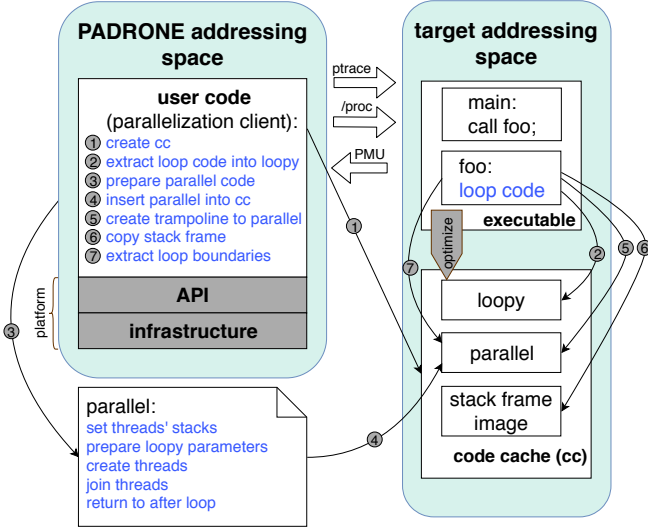 PADRONE addressing
space
user code
(parallelization client):
1 create cc
2 extract loop code into loopy
3 prepare parallel code
4 insert parallel into cc
5 create trampoline to parallel
6 copy stack frame
7 extract loop boundaries
platform
API
infrastructure
3
parallel:
set threads' stacks
prepare loopy parameters
create threads
join threads
return to after loop
ptrace
/proc
PMU
1
4
target addressing
space
main:
call foo;
foo:
loop code
executable
optimize
7
2
5
6
loopy
parallel
stack frame
image
code cache (cc)